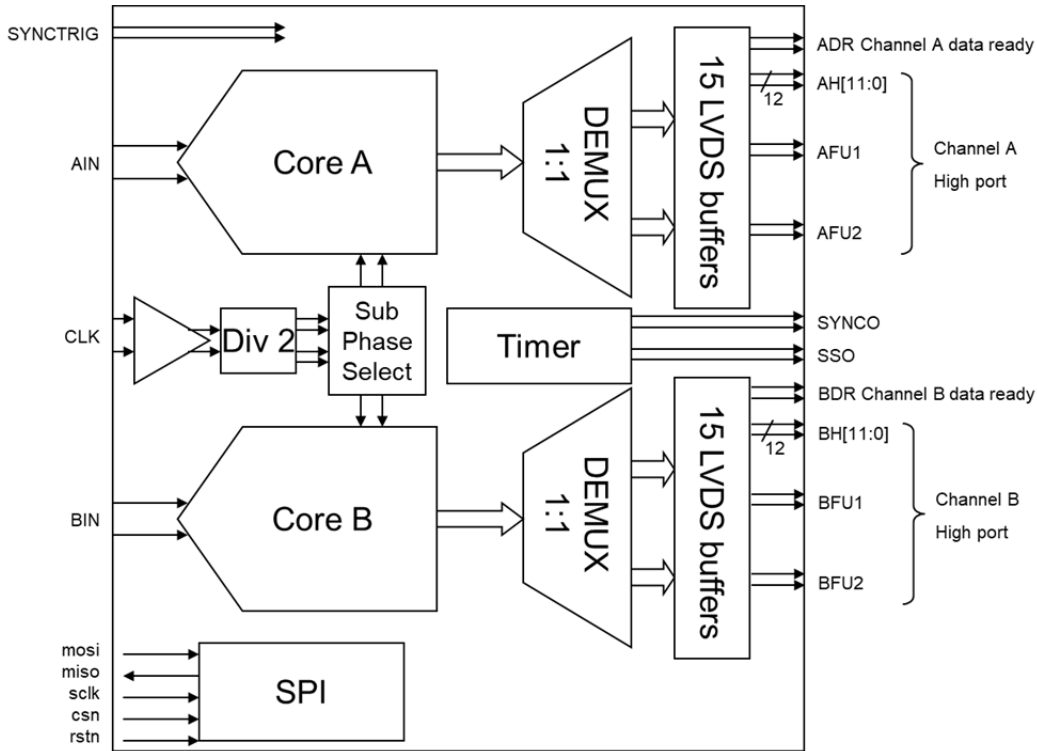 SYNCTRIG
ADR Channel A data ready
AH[11:0]
12
AIN
Core A
DEMUX
1:1
15 LVDS buffers
AFU1
Channel A
High port
AFU2
CLK
Div 2
Sub
Phase
Select
Timer
SYNCO
SSO
BDR Channel B data ready
BH[11:0]
12
BIN
Core B
DEMUX
1:1
15 LVDS buffers
BFU1
Channel B
High port
BFU2
mosi
miso
sclk
csn
rstn
SPI